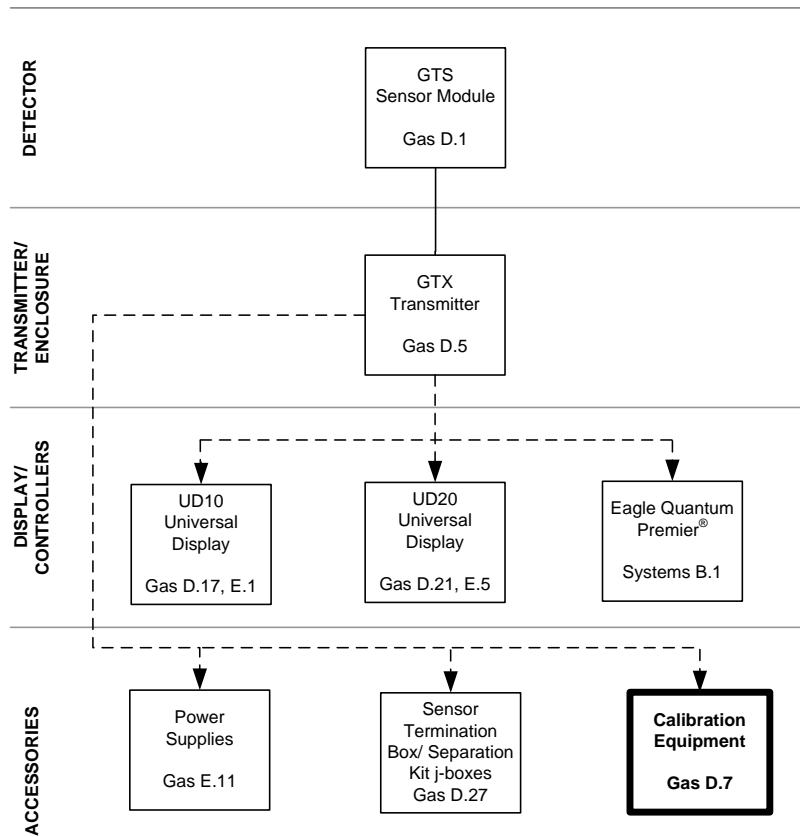 DETECTOR
GTS
Sensor Module
Gas D.1
TRANSMITTER/
ENCLOSURE
GTX
Transmitter
Gas D.5
DISPLAY/
CONTROLLERS
UD10
Universal
Display
Gas D.17, E.1
UD20
Universal
Display
Gas D.21, E.5
Eagle Quantum
Premier®
Systems B.1
ACCESSORIES
Power
Supplies
Gas E.11
Sensor
Termination
Box/ Separation
Kit j-boxes
Gas D.27
Calibration
Equipment
Gas D.7